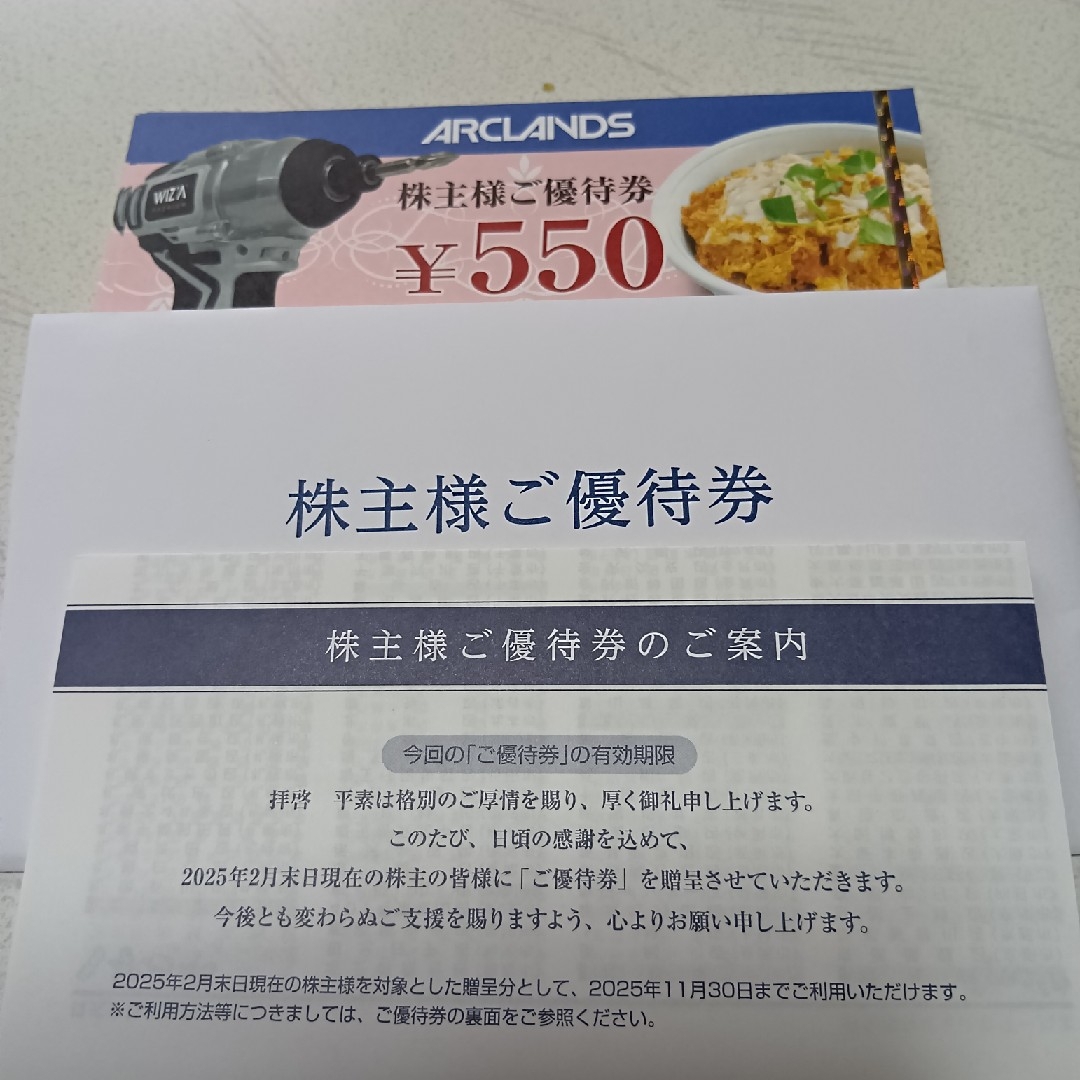 ARCLANDS
WIZA
株主様ご優待券
¥550
株主様ご優待券
株主様ご優待券のご案内
今回の「ご優待券」の有効期限
拝啓　平素は格別のご厚情を賜り、厚く御礼申し上げます。
このたび、日頃の感謝を込めて、
2025年2月末日現在の株主の皆様に「ご優待券」を贈呈させていただきます。
今後とも変わらぬご支援を賜りますよう、心よりお願い申し上げます。
2025年2月末日現在の株主様を対象とした贈呈分として、2025年11月30日までご利用いただけます。
※ご利用方法等につきましては、ご優待券の裏面をご参照ください。